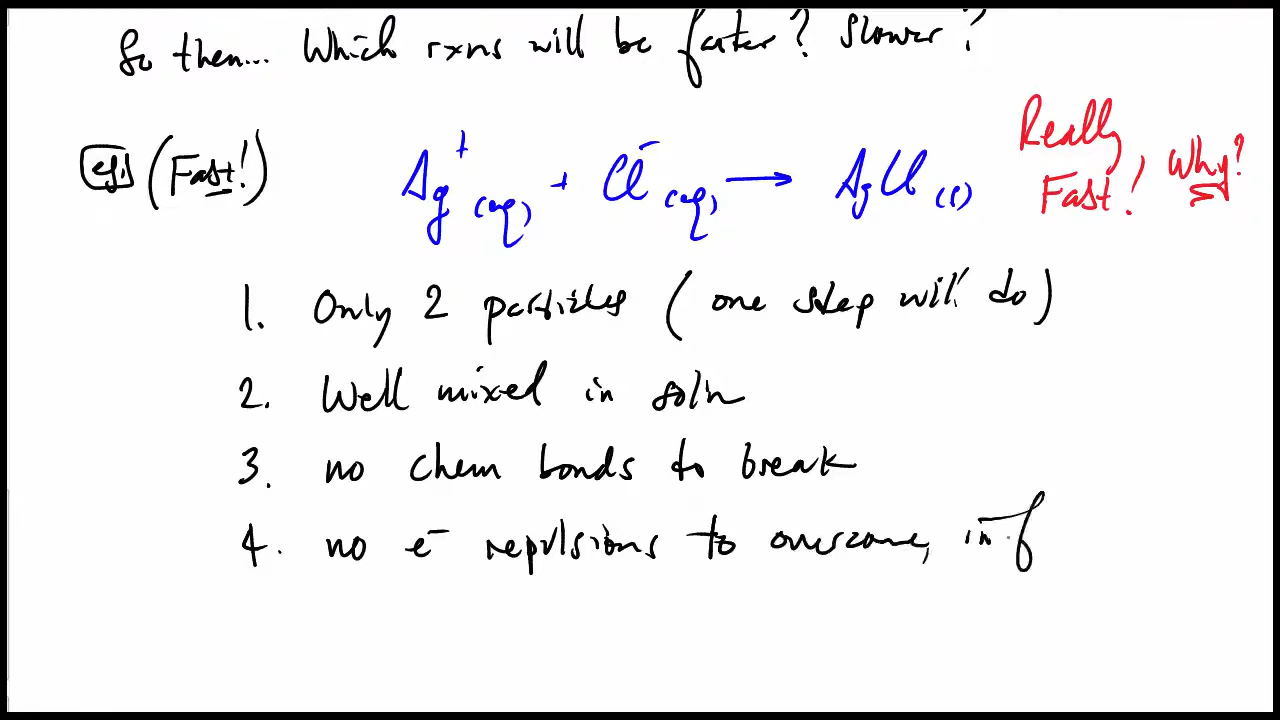 So then... Which rxns will be faster? Slower?
eg) (Fast!) Ag⁺(aq) + Cl⁻(aq) → AgCl(s) Really Fast! Why?
1. Only 2 particles (one step will do)
2. Well mixed in soln
3. no chem bonds to break
4. no e⁻ repulsions to overcome, in f